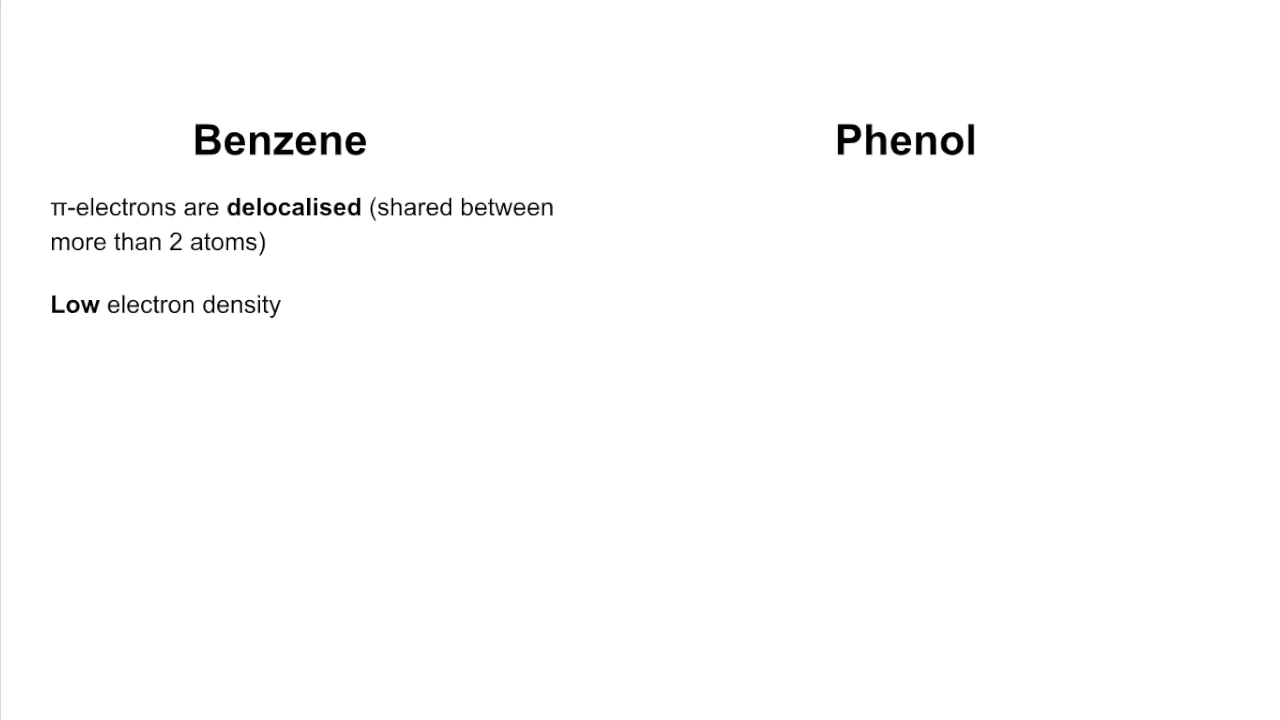 Benzene
Phenol
π-electrons are delocalised (shared between
more than 2 atoms)
Low electron density